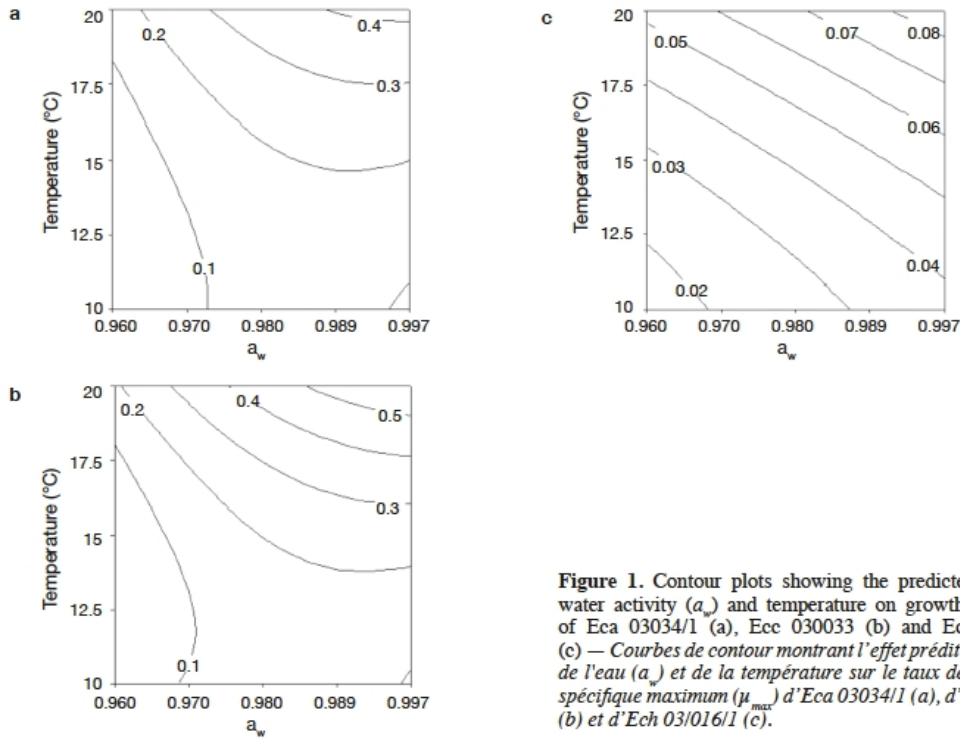 a
20
17.5
15
12.5
10
Temperature (°C)
0.2
0.4
0.3
0.1
0.960 0.970 0.980 0.989 0.997
a_w
b
20
17.5
15
12.5
10
Temperature (°C)
0.2
0.4
0.5
0.3
0.1
0.960 0.970 0.980 0.989 0.997
a_w
c
20
17.5
15
12.5
10
Temperature (°C)
0.05
0.07
0.08
0.06
0.03
0.04
0.02
0.960 0.970 0.980 0.989 0.997
a_w
Figure 1. Contour plots showing the predicte
water activity (a_w) and temperature on growth
of Eca 03034/1 (a), Ecc 030033 (b) and Ec
(c) — Courbes de contour montrant l'effet prédit
de l'eau (a_w) et de la température sur le taux de
spécifique maximum (μ_max) d'Eca 03034/1 (a), d'
(b) et d'Ech 03/016/1 (c).